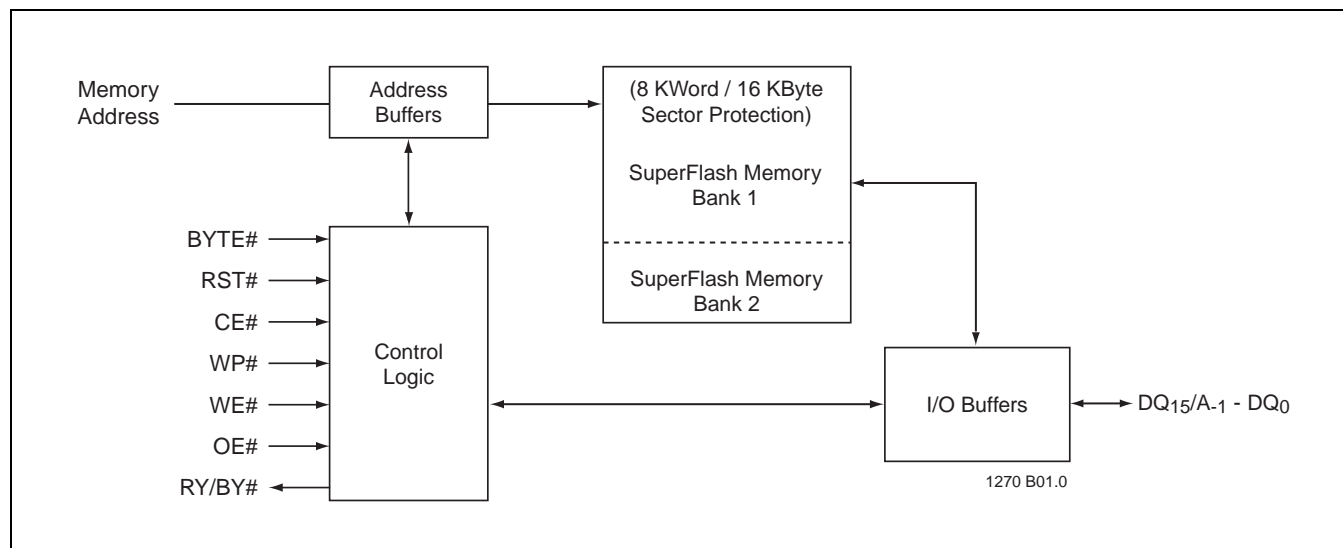 Memory
Address
Address
Buffers
(8 KWord / 16 KByte
Sector Protection)
SuperFlash Memory
Bank 1
SuperFlash Memory
Bank 2
BYTE#
RST#
CE#
WP#
WE#
OE#
RY/BY#
Control
Logic
I/O Buffers
DQ15/A-1 - DQ0
1270 B01.0